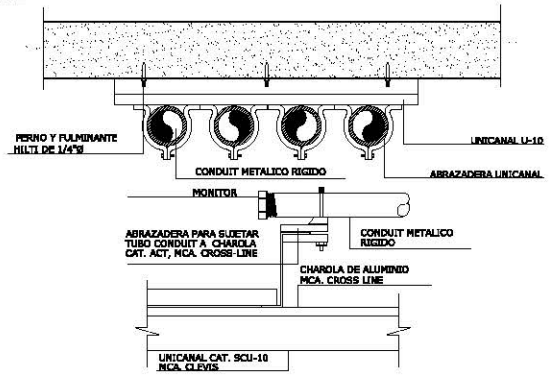 PERNO Y FULMINANTE
HILTI DE 1/4"Ø
UNICANAL U-10
CONDUIT METALICO RIGIDO
ABRAZADERA UNICANAL
MONITOR
ABRAZADERA PARA SUJETAR
TUBO CONDUIT A CHAROLA
CAT. ACT, MCA. CROSS-LINE
CONDUIT METALICO
RIGIDO
CHAROLA DE ALUMINIO
MCA. CROSS LINE
UNICANAL CAT. SCU-10
MCA. CLEVIS